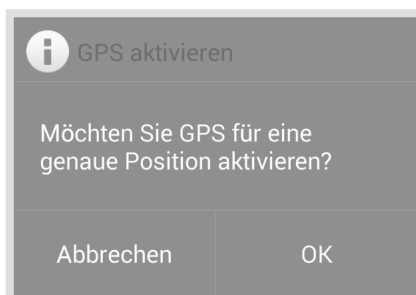 GPS aktivieren
Möchten Sie GPS für eine
genaue Position aktivieren?
Abbrechen OK